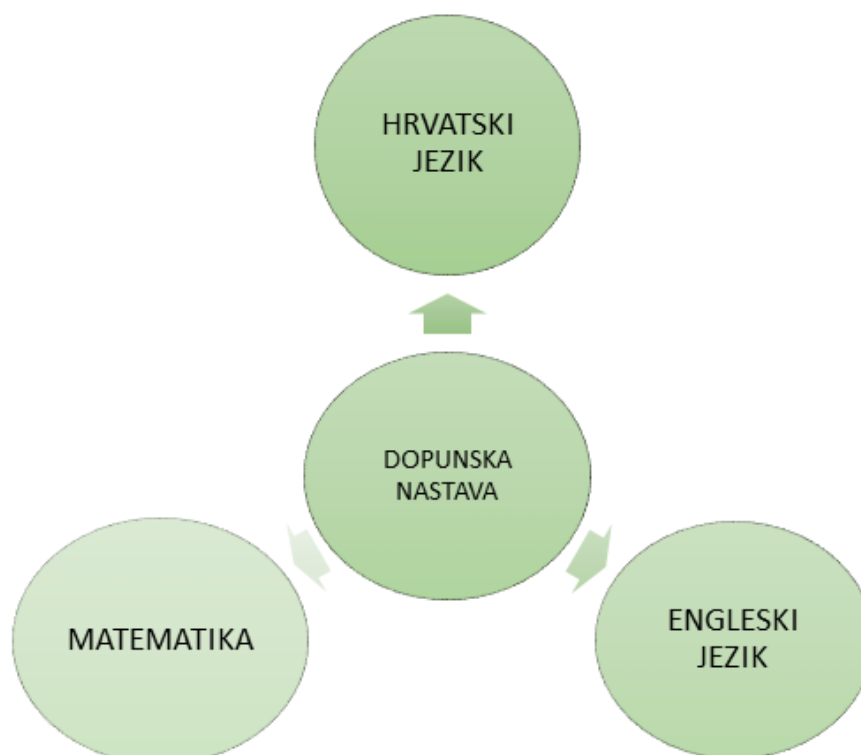 HRVATSKI
JEZIK
DOPUNSKA
NASTAVA
MATEMATIKA
ENGLESKI
JEZIK